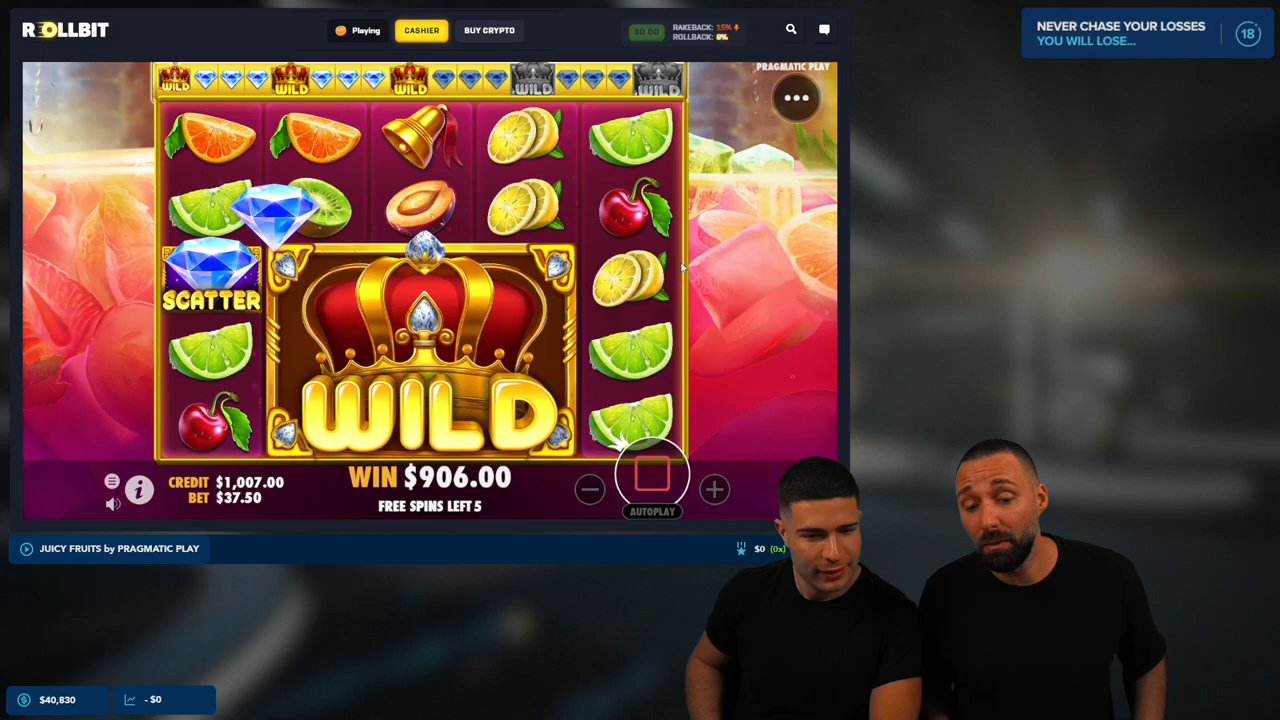 ROLLBIT
Playing
CASHIER
BUY CRYPTO
$0.00
RAKEBACK: 15%
ROLLBACK: 8%
NEVER CHASE YOUR LOSSES
YOU WILL LOSE...
18+
PRAGMATIC PLAY
WILD
WILD
WILD
WILD
WILD
SCATTER
WILD
CREDIT $1,007.00
BET $37.50
WIN $906.00
FREE SPINS LEFT 5
AUTOPLAY
JUICY FRUITS by PRAGMATIC PLAY
$0 (0x)
$40,830
- $0